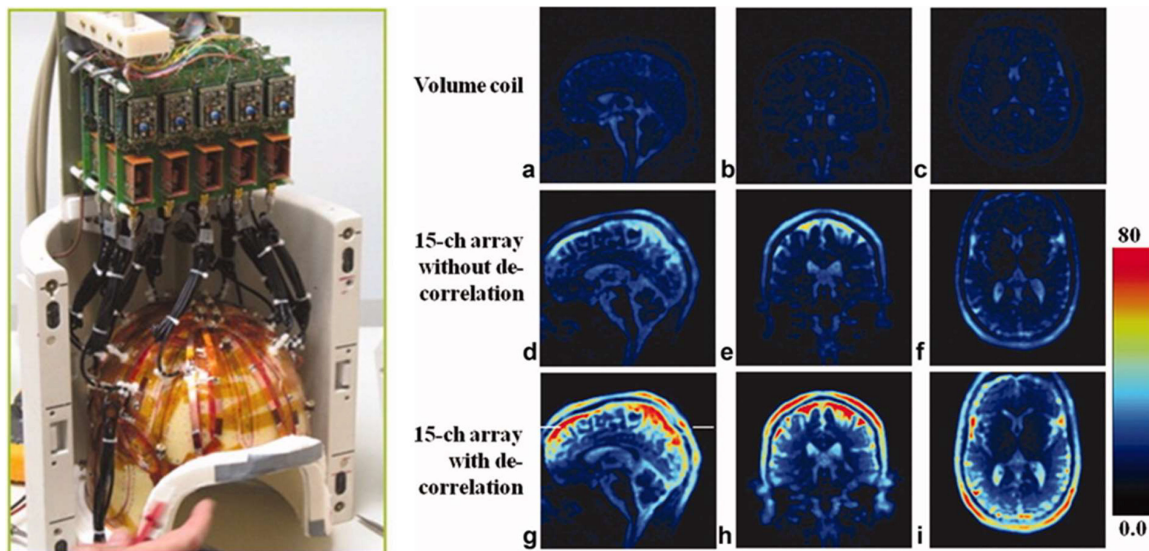 Volume coil
a
b
c
15-ch array
without de-
correlation
d
e
f
15-ch array
with de-
correlation
g
h
i
80
0.0